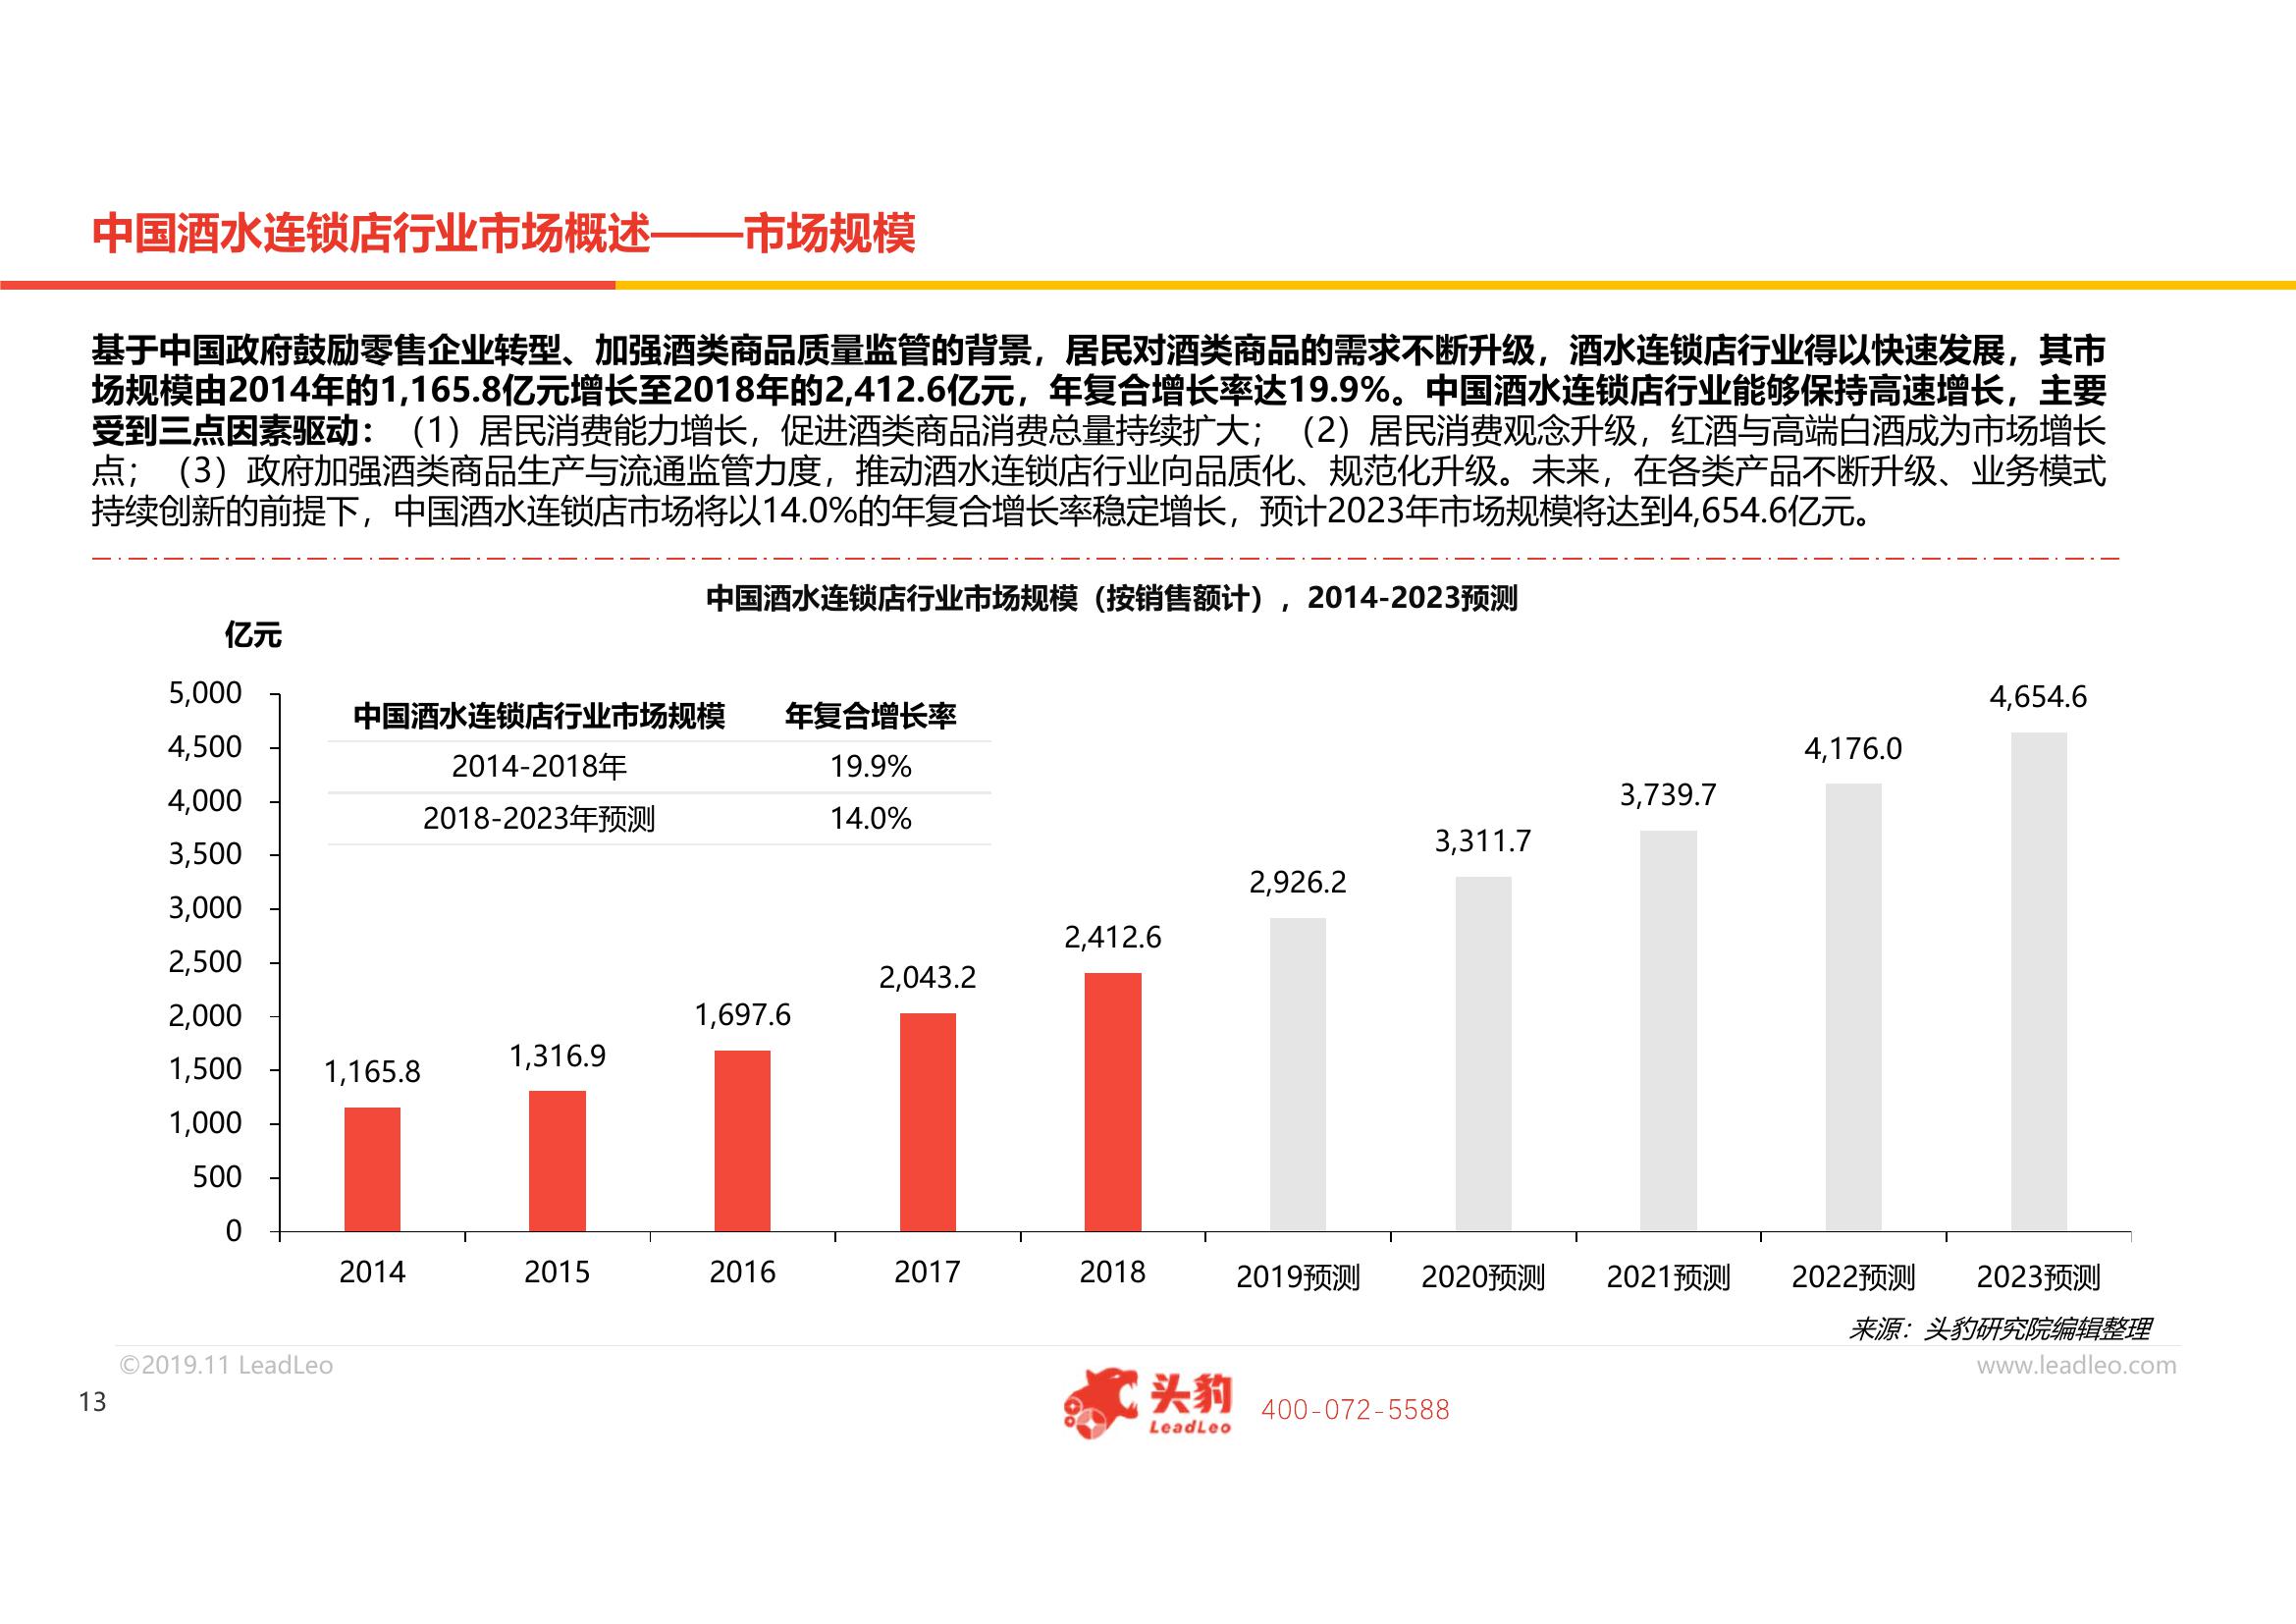 中国酒水连锁店行业市场概述——市场规模
基于中国政府鼓励零售企业转型、加强酒类商品质量监管的背景，居民对酒类商品的需求不断升级，酒水连锁店行业得以快速发展，其市
场规模由2014年的1,165.8亿元增长至2018年的2,412.6亿元，年复合增长率达19.9%。中国酒水连锁店行业能够保持高速增长，主要
受到三点因素驱动：（1）居民消费能力增长，促进酒类商品消费总量持续扩大；（2）居民消费观念升级，红酒与高端白酒成为市场增长
点；（3）政府加强酒类商品生产与流通监管力度，推动酒水连锁店行业向品质化、规范化升级。未来，在各类产品不断升级、业务模式
持续创新的前提下，中国酒水连锁店市场将以14.0%的年复合增长率稳定增长，预计2023年市场规模将达到4,654.6亿元。
中国酒水连锁店行业市场规模（按销售额计），2014-2023预测
亿元
5,000
4,500
4,000
3,500
3,000
2,500
2,000
1,500
1,000
500
0
中国酒水连锁店行业市场规模 年复合增长率
2014-2018年 19.9%
2018-2023年预测 14.0%
1,165.8
1,316.9
1,697.6
2,043.2
2,412.6
2,926.2
3,311.7
3,739.7
4,176.0
4,654.6
2014 2015 2016 2017 2018 2019预测 2020预测 2021预测 2022预测 2023预测
来源：头豹研究院编辑整理
©2019.11 LeadLeo
www.leadleo.com
13
头豹
LeadLeo
400-072-5588